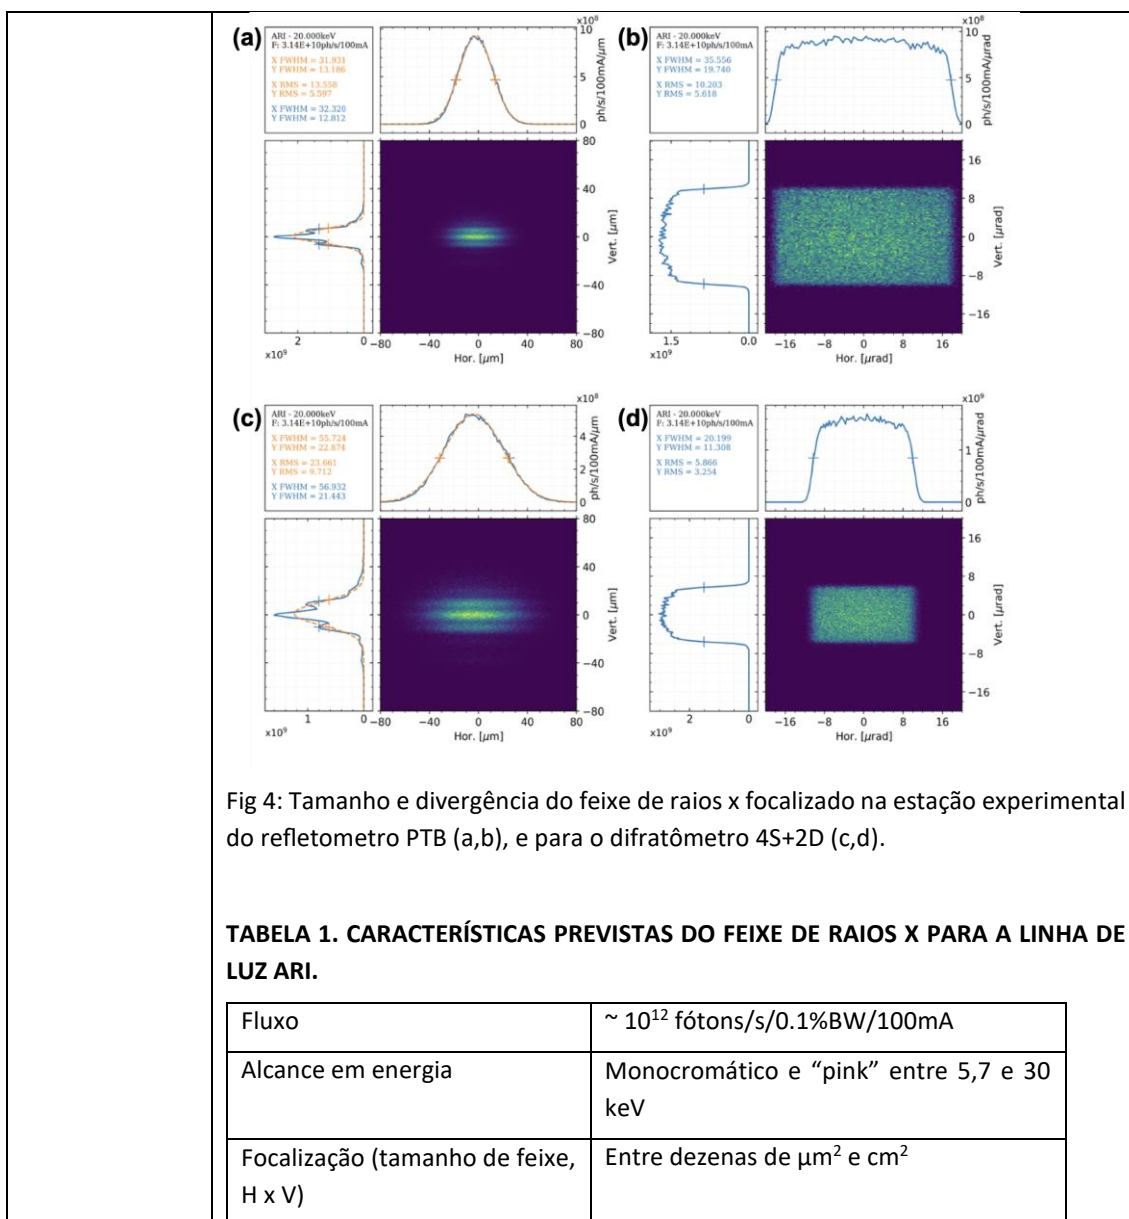 (a)
ARI - 20.000keV
F: 3.14E+10ph/s/100mA
X FWHM = 31.931
Y FWHM = 13.186
X RMS = 13.558
Y RMS = 5.597
X FWHM = 32.320
Y FWHM = 12.812
x10⁸
10
5
0
ph/s/100mA/μm
80
40
0
−40
−80
Vert. [μm]
2
0
x10⁹
−80
−40
0
40
80
Hor. [μm]
(b)
ARI - 20.000keV
F: 3.14E+10ph/s/100mA
X FWHM = 35.556
Y FWHM = 19.740
X RMS = 10.203
Y RMS = 5.618
x10⁸
10
5
0
ph/s/100mA/μrad
16
8
0
−8
−16
Vert. [μrad]
1.5
0.0
x10⁹
−16
−8
0
8
16
Hor. [μrad]
(c)
ARI - 20.000keV
F: 3.14E+10ph/s/100mA
X FWHM = 55.724
Y FWHM = 22.874
X RMS = 23.661
Y RMS = 9.712
X FWHM = 56.932
Y FWHM = 21.443
x10⁸
4
2
0
ph/s/100mA/μm
80
40
0
−40
−80
Vert. [μm]
1
0
x10⁹
−80
−40
0
40
80
Hor. [μm]
(d)
ARI - 20.000keV
F: 3.14E+10ph/s/100mA
X FWHM = 20.199
Y FWHM = 11.308
X RMS = 5.866
Y RMS = 3.254
x10⁹
1
0
ph/s/100mA/μrad
16
8
0
−8
−16
Vert. [μrad]
2
0
x10⁹
−16
−8
0
8
16
Hor. [μrad]
Fig 4: Tamanho e divergência do feixe de raios x focalizado na estação experimental
do refletometro PTB (a,b), e para o difratômetro 4S+2D (c,d).
TABELA 1. CARACTERÍSTICAS PREVISTAS DO FEIXE DE RAIOS X PARA A LINHA DE
LUZ ARI.
Fluxo
~ 10¹² fótons/s/0.1%BW/100mA
Alcance em energia
Monocromático e “pink” entre 5,7 e 30
keV
Focalização (tamanho de feixe,
H x V)
Entre dezenas de μm² e cm²